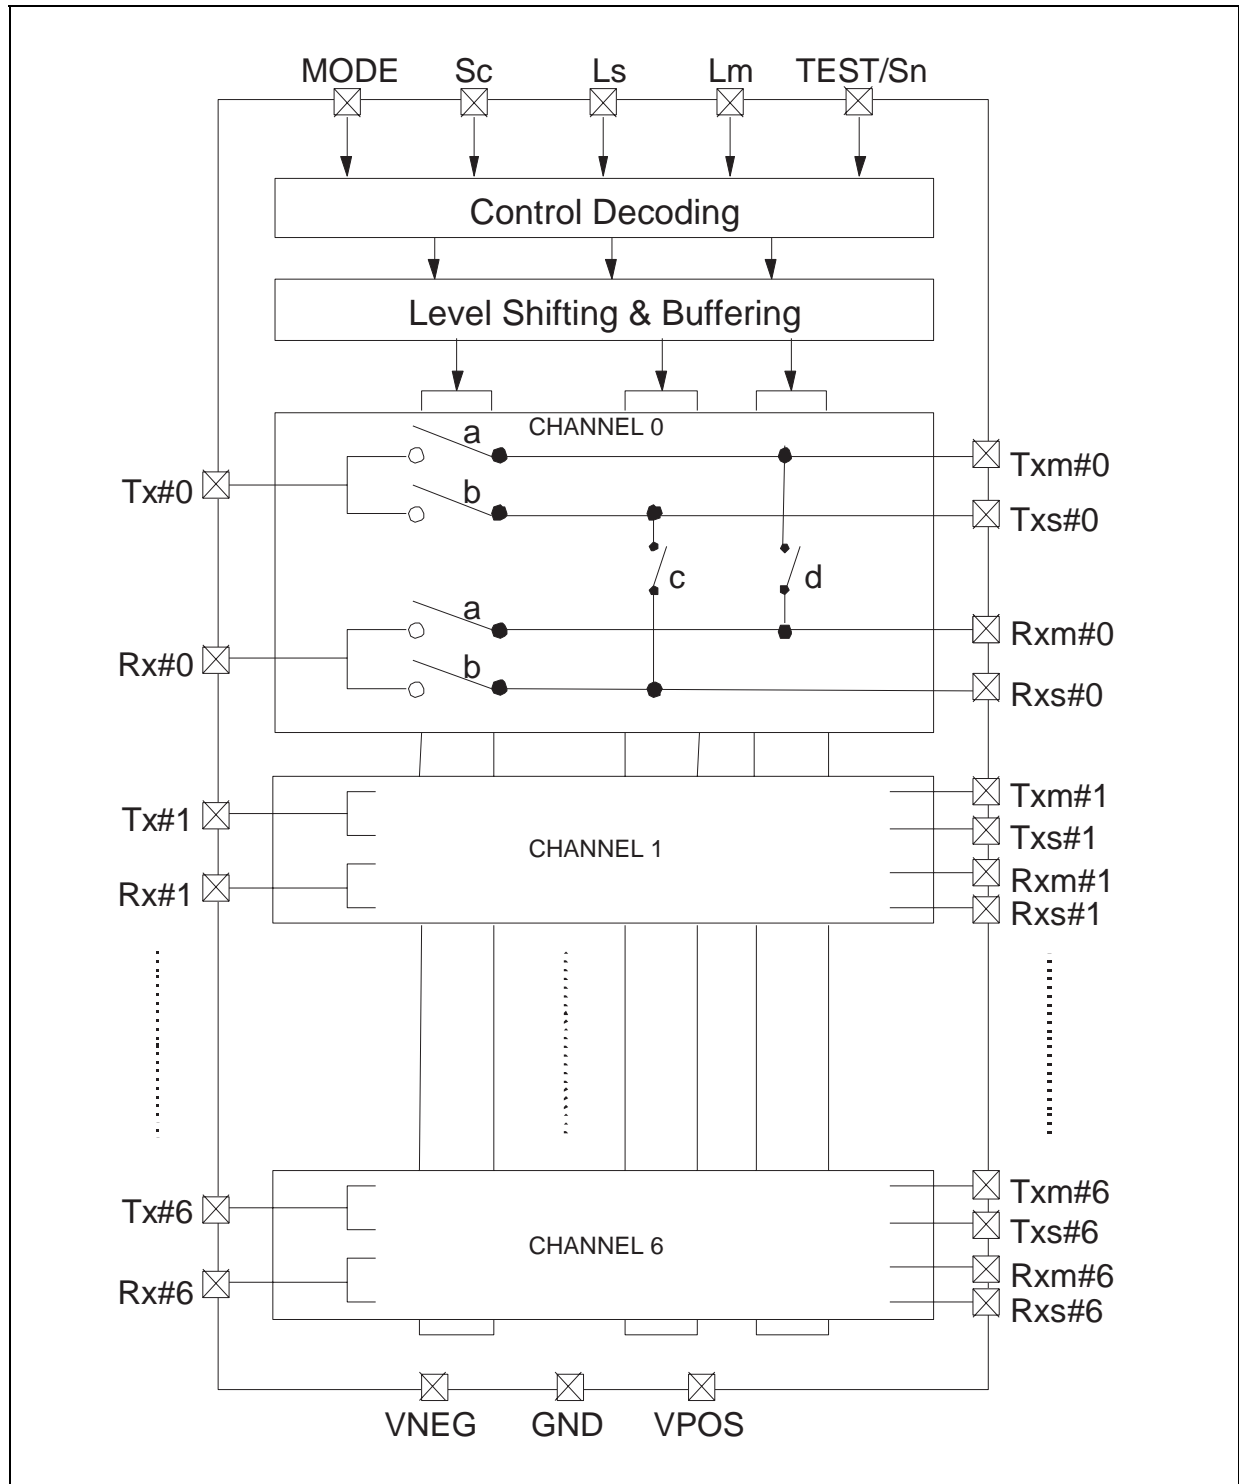 MODE Sc Ls Lm TEST/Sn
Control Decoding
Level Shifting & Buffering
CHANNEL 0
a
Txm#0
Tx#0
b
Txs#0
c
d
a
Rxm#0
Rx#0
b
Rxs#0
Txm#1
Tx#1
Txs#1
CHANNEL 1
Rxm#1
Rx#1
Rxs#1
Txm#6
Tx#6
Txs#6
CHANNEL 6
Rxm#6
Rx#6
Rxs#6
VNEG GND VPOS